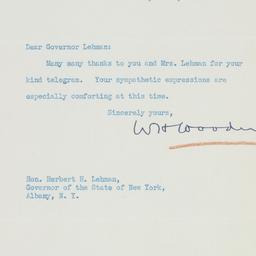 Dear Governor Lehman:
Many many thanks to you and Mrs. Lehman for your
kind telegram. Your sympathetic expressions are
especially comforting at this time.
Sincerely yours,
Hon. Herbert H. Lehman,
Governor of the State of New York,
Albany, N. Y.